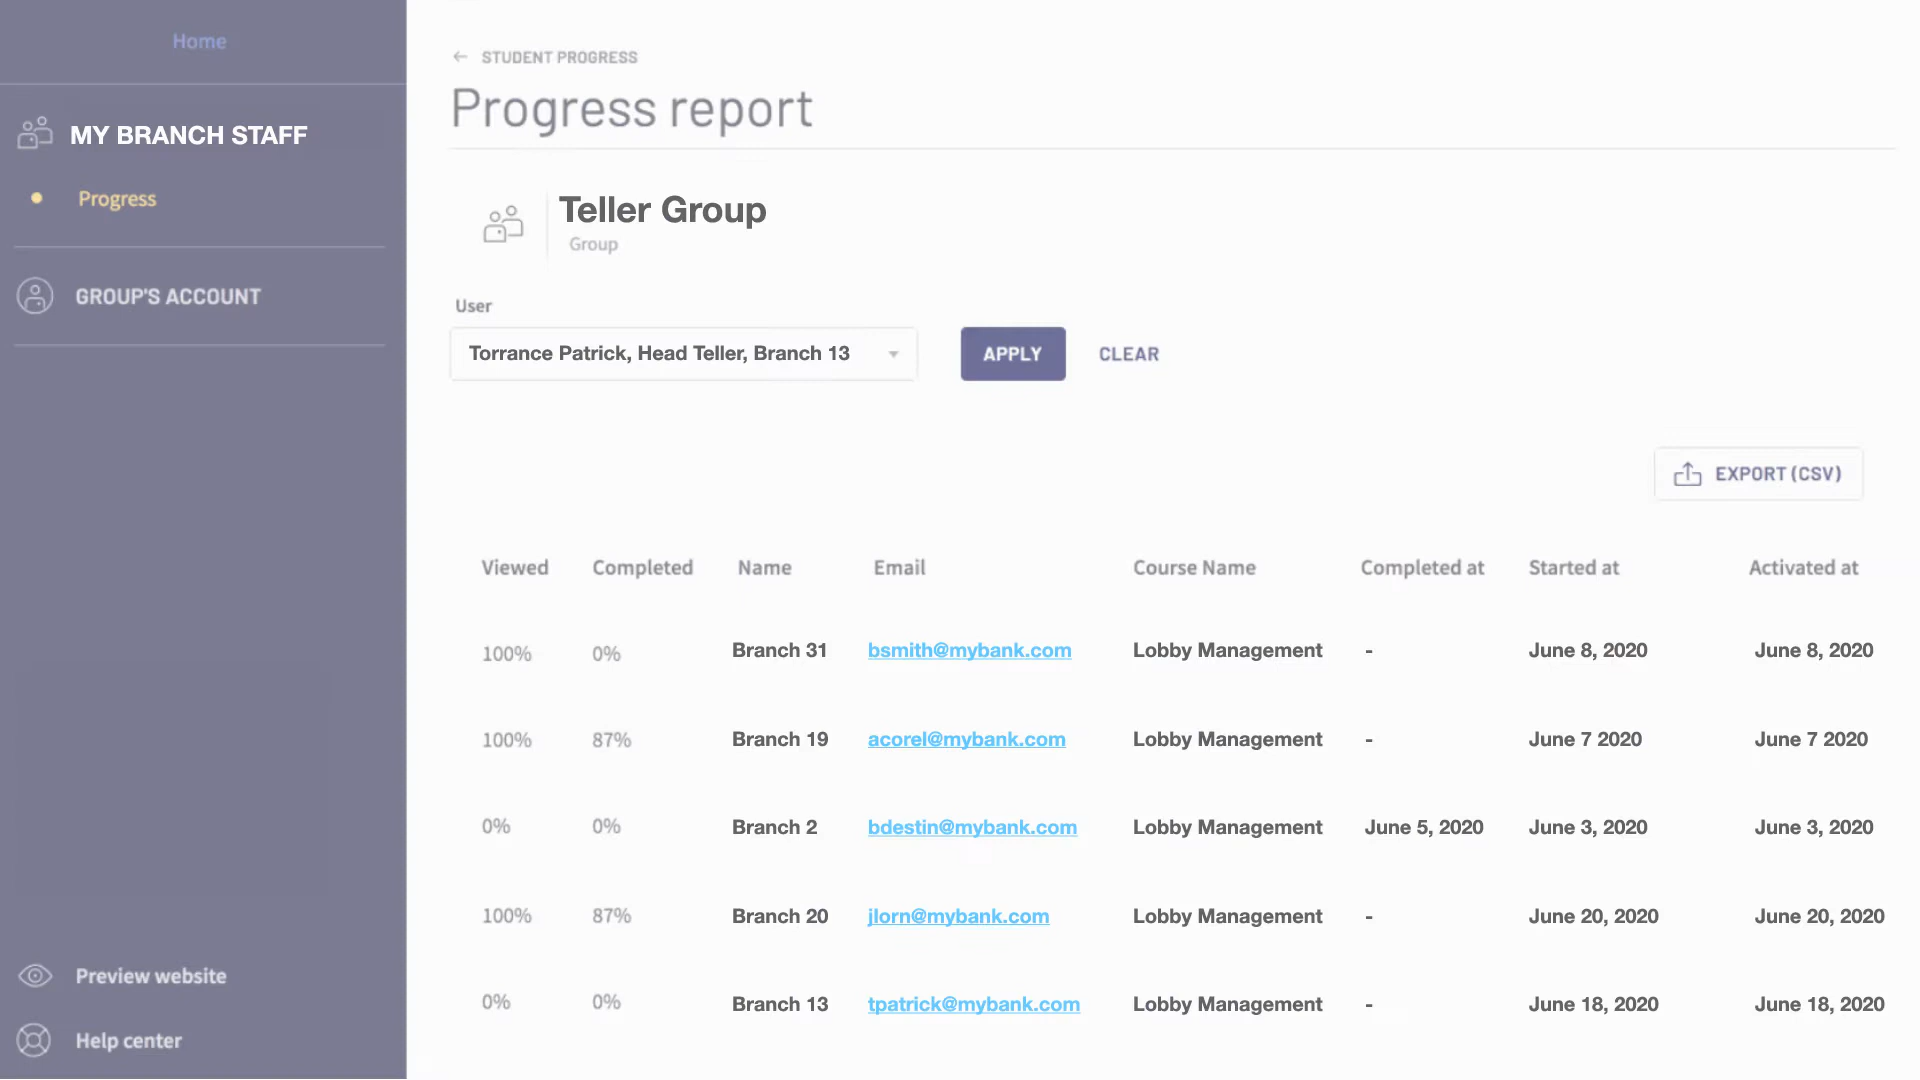 Home
MY BRANCH STAFF
Progress
GROUP'S ACCOUNT
Preview website
Help center
← STUDENT PROGRESS
Progress report
Teller Group
Group
User
Torrance Patrick, Head Teller, Branch 13
APPLY CLEAR
EXPORT (CSV)
Viewed Completed Name Email Course Name Completed at Started at Activated at
100% 0% Branch 31 bsmith@mybank.com Lobby Management - June 8, 2020 June 8, 2020
100% 87% Branch 19 acorel@mybank.com Lobby Management - June 7 2020 June 7 2020
0% 0% Branch 2 bdestin@mybank.com Lobby Management June 5, 2020 June 3, 2020 June 3, 2020
100% 87% Branch 20 jlorn@mybank.com Lobby Management - June 20, 2020 June 20, 2020
0% 0% Branch 13 tpatrick@mybank.com Lobby Management - June 18, 2020 June 18, 2020